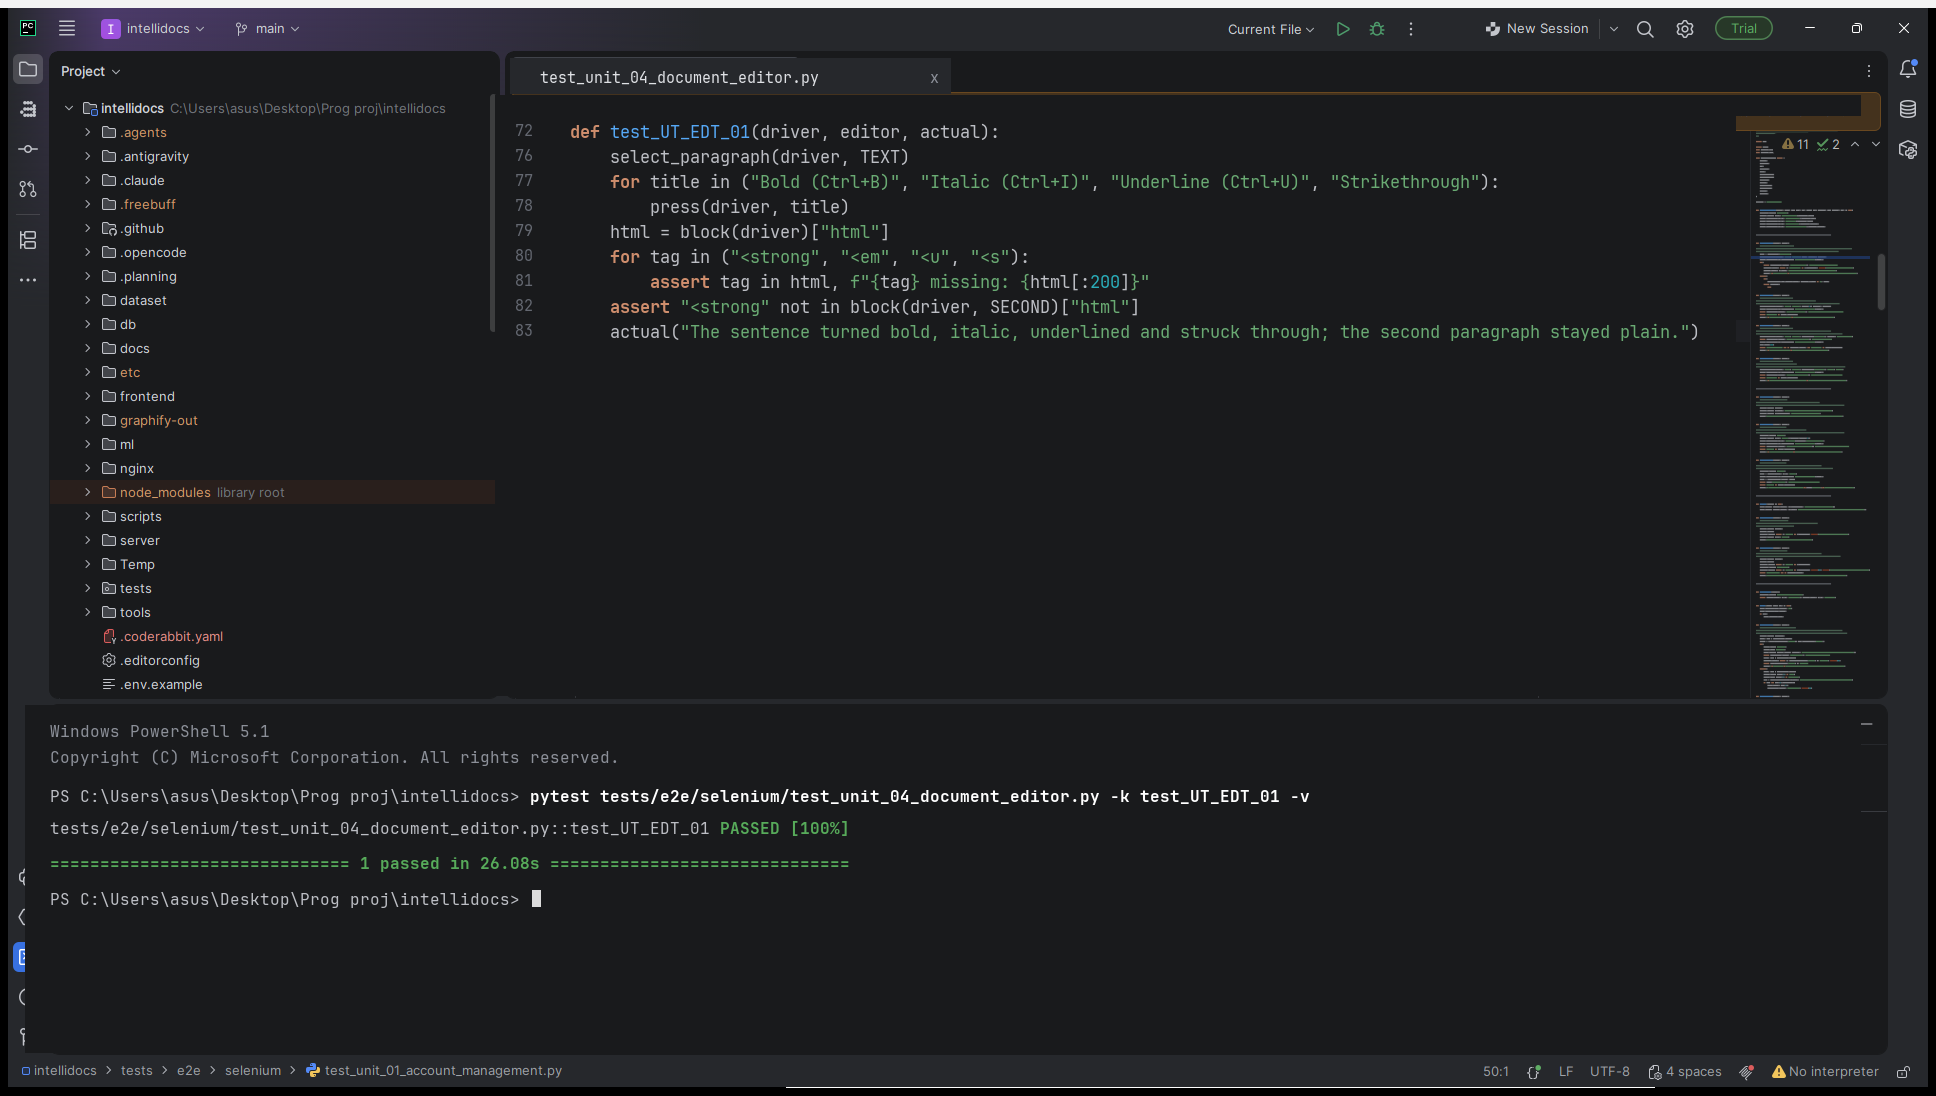 PC
I intellidocs
main
Current File
New Session
Trial
Project
test_unit_04_document_editor.py x
intellidocs C:\Users\asus\Desktop\Prog proj\intellidocs
.agents
.antigravity
.claude
.freebuff
.github
.opencode
.planning
dataset
db
docs
etc
frontend
graphify-out
ml
nginx
node_modules library root
scripts
server
Temp
tests
tools
.coderabbit.yaml
.editorconfig
.env.example
11 2
72 def test_UT_EDT_01(driver, editor, actual):
76 select_paragraph(driver, TEXT)
77 for title in ("Bold (Ctrl+B)", "Italic (Ctrl+I)", "Underline (Ctrl+U)", "Strikethrough"):
78 press(driver, title)
79 html = block(driver)["html"]
80 for tag in ("<strong", "<em", "<u", "<s"):
81 assert tag in html, f"{tag} missing: {html[:200]}"
82 assert "<strong" not in block(driver, SECOND)["html"]
83 actual("The sentence turned bold, italic, underlined and struck through; the second paragraph stayed plain.")
Windows PowerShell 5.1
Copyright (C) Microsoft Corporation. All rights reserved.
PS C:\Users\asus\Desktop\Prog proj\intellidocs> pytest tests/e2e/selenium/test_unit_04_document_editor.py -k test_UT_EDT_01 -v
tests/e2e/selenium/test_unit_04_document_editor.py::test_UT_EDT_01 PASSED [100%]
============================== 1 passed in 26.08s ==============================
PS C:\Users\asus\Desktop\Prog proj\intellidocs>
intellidocs > tests > e2e > selenium > test_unit_01_account_management.py
50:1 LF UTF-8 4 spaces No interpreter